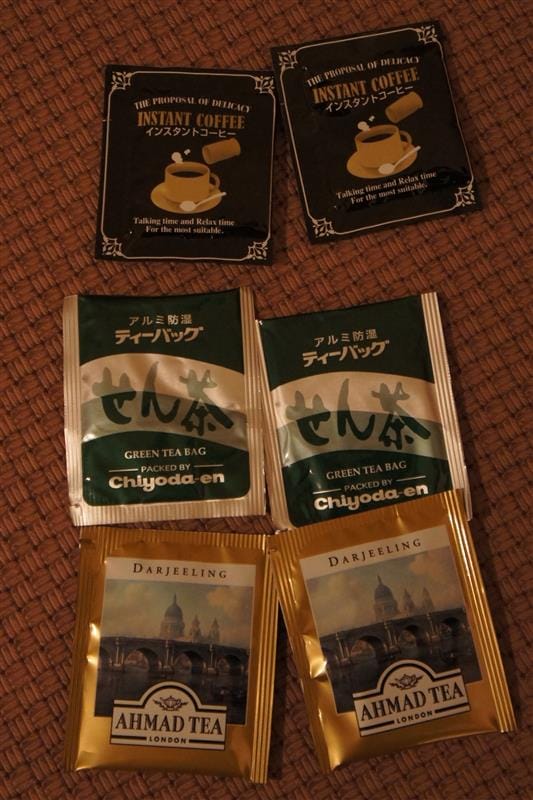 THE PROPOSAL OF DELICACY
INSTANT COFFEE
インスタントコーヒー
Talking time and Relax time
For the most suitable.
THE PROPOSAL OF DELICACY
INSTANT COFFEE
インスタントコーヒー
Talking time and Relax time
For the most suitable.
アルミ防湿
ティーバッグ
せん茶
GREEN TEA BAG
PACKED BY
Chiyoda-en
アルミ防湿
ティーバッグ
せん茶
GREEN TEA BAG
PACKED BY
Chiyoda-en
DARJEELING
AHMAD TEA
LONDON
DARJEELING
AHMAD TEA
LONDON